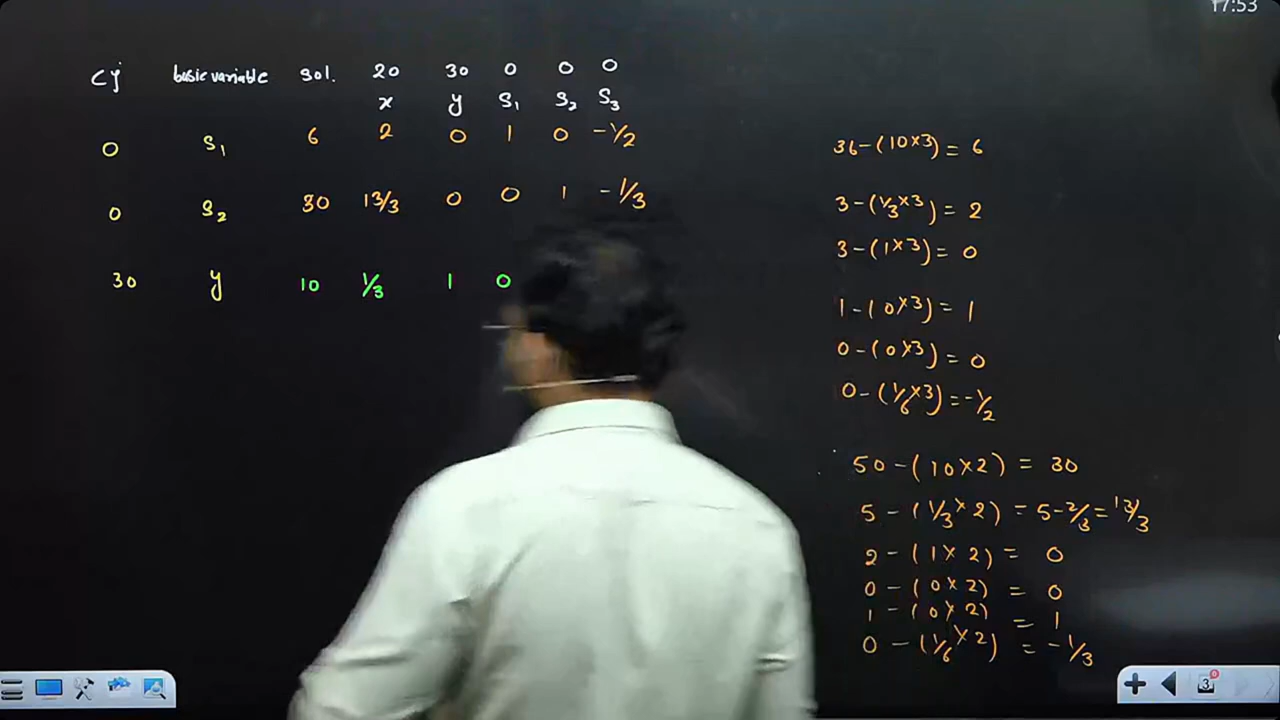 17:53
Cj basic variable sol. 20 30 0 0 0
x y S₁ S₂ S₃
0 S₁ 6 2 0 1 0 -1/2
0 S₂ 30 13/3 0 0 1 -1/3
30 y 10 1/3 1 0
36-(10×3) = 6
3-(1/3×3) = 2
3-(1×3) = 0
1-(0×3) = 1
0-(0×3) = 0
0-(1/6×3) = -1/2
50-(10×2) = 30
5-(1/3×2) = 5-2/3 = 13/3
2-(1×2) = 0
0-(0×2) = 0
1-(0×2) = 1
0-(1/6×2) = -1/3
3